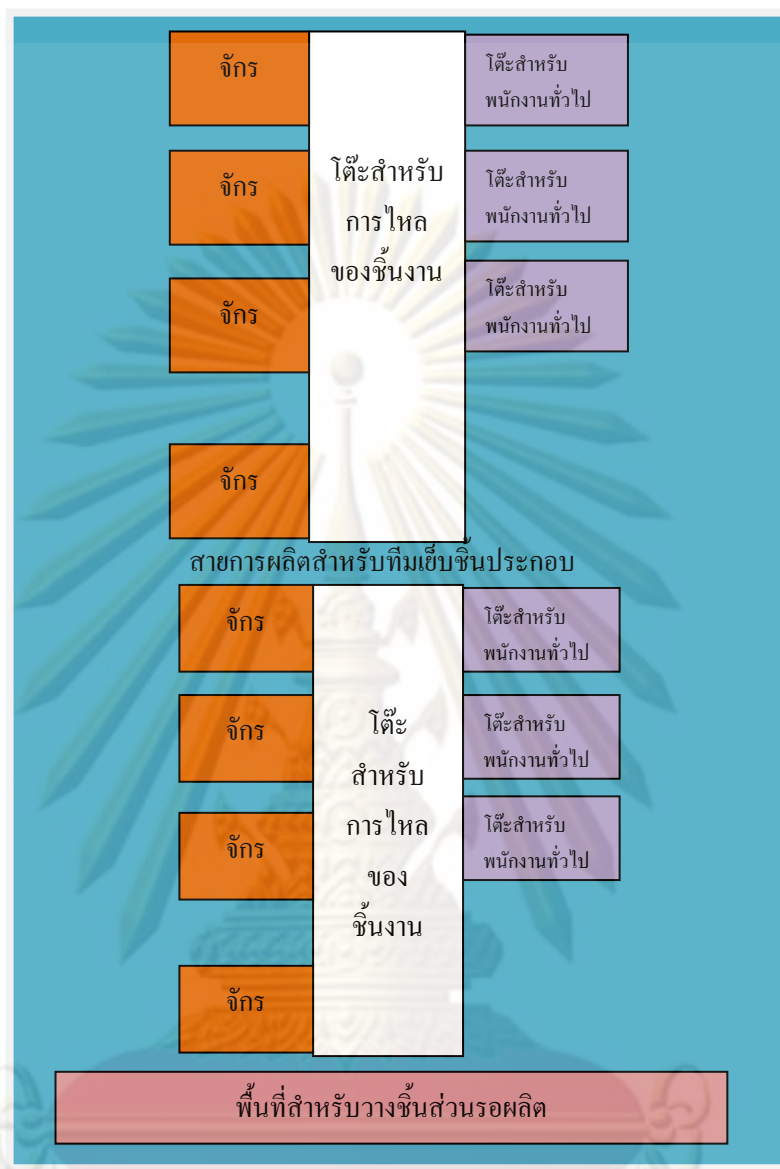 จักร
โต๊ะสำหรับ
พนักงานทั่วไป
จักร
โต๊ะสำหรับ
การไหล
ของชิ้นงาน
โต๊ะสำหรับ
พนักงานทั่วไป
จักร
โต๊ะสำหรับ
พนักงานทั่วไป
จักร
สายการผลิตสำหรับทีมเย็บชิ้นประกอบ
จักร
โต๊ะสำหรับ
พนักงานทั่วไป
จักร
โต๊ะ
สำหรับ
การไหล
ของ
ชิ้นงาน
โต๊ะสำหรับ
พนักงานทั่วไป
จักร
โต๊ะสำหรับ
พนักงานทั่วไป
จักร
พื้นที่สำหรับวางชิ้นส่วนรอผลิต